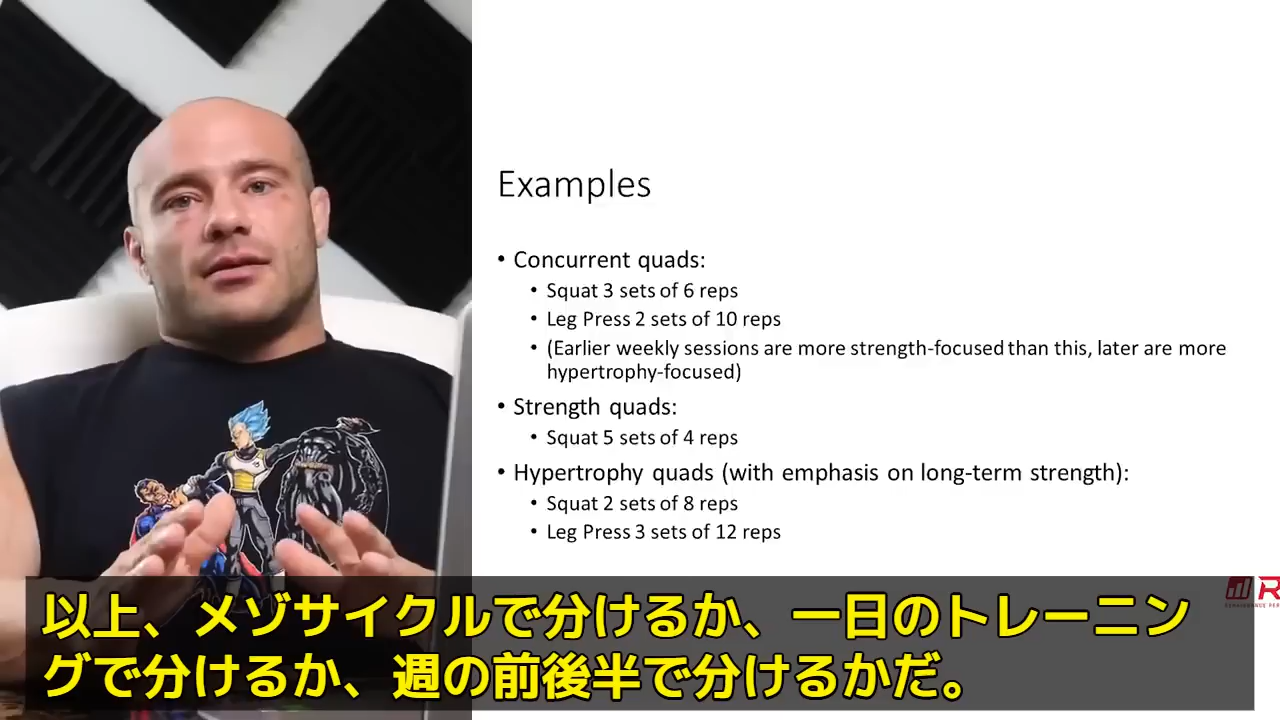 Examples
• Concurrent quads:
• Squat 3 sets of 6 reps
• Leg Press 2 sets of 10 reps
• (Earlier weekly sessions are more strength-focused than this, later are more
hypertrophy-focused)
• Strength quads:
• Squat 5 sets of 4 reps
• Hypertrophy quads (with emphasis on long-term strength):
• Squat 2 sets of 8 reps
• Leg Press 3 sets of 12 reps
R
以上、メゾサイクルで分けるか、一日のトレーニン
グで分けるか、週の前後半で分けるかだ。